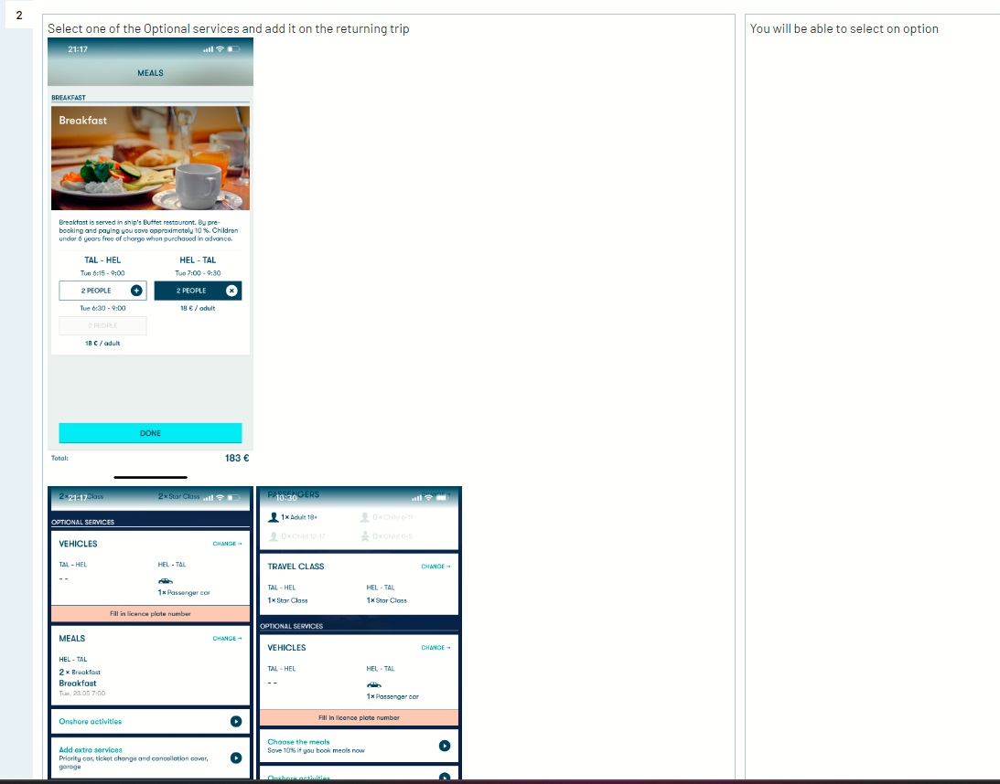 2
Select one of the Optional services and add it on the returning trip
You will be able to select on option
21:17
MEALS
BREAKFAST
Breakfast
Breakfast is served in ship's Buffet restaurant. By pre-
booking and paying you save approximately 10 %. Children
under 6 years free of charge when purchased in advance.
TAL - HEL
HEL - TAL
Tue 6:15 - 9:00
Tue 7:00 - 9:30
2 PEOPLE
2 PEOPLE
Tue 6:30 - 9:00
18 € / adult
2 PEOPLE
18 € / adult
DONE
Total:
183 €
21:17
2× Star Class
OPTIONAL SERVICES
VEHICLES
CHANGE →
TAL - HEL
HEL - TAL
- -
1× Passenger car
Fill in licence plate number
MEALS
CHANGE →
HEL - TAL
2 × Breakfast
Breakfast
Tue, 23.05 7:00
Onshore activities
Add extra services
Priority car, ticket change and cancellation cover,
garage
PASSENGERS
10:30
1× Adult 18+
0× Child 6-11
0× Child 12-17
0× Child 0-5
TRAVEL CLASS
CHANGE →
TAL - HEL
HEL - TAL
1× Star Class
1× Star Class
OPTIONAL SERVICES
VEHICLES
CHANGE →
TAL - HEL
HEL - TAL
- -
1× Passenger car
Fill in licence plate number
Choose the meals
Save 10% if you book meals now
Onshore activities